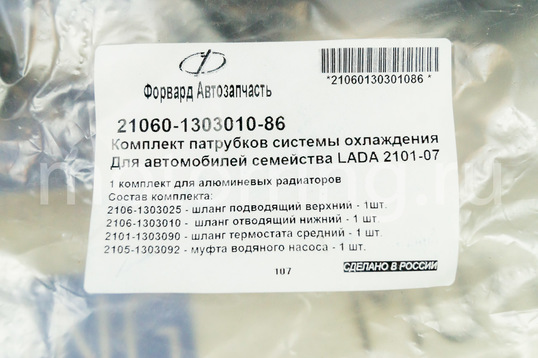 Форвард Автозапчасть
*21060130301086*
21060-1303010-86
Комплект патрубков системы охлаждения
Для автомобилей семейства LADA 2101-07
1 комплект для алюминевых радиаторов
Состав комплекта:
2106-1303025 - шланг подводящий верхний - 1шт.
2106-1303010 - шланг отводящий нижний - 1 шт.
2101-1303090 - шланг термостата средний - 1 шт.
2105-1303092 - муфта водяного насоса - 1 шт.
107
СДЕЛАНО В РОССИИ